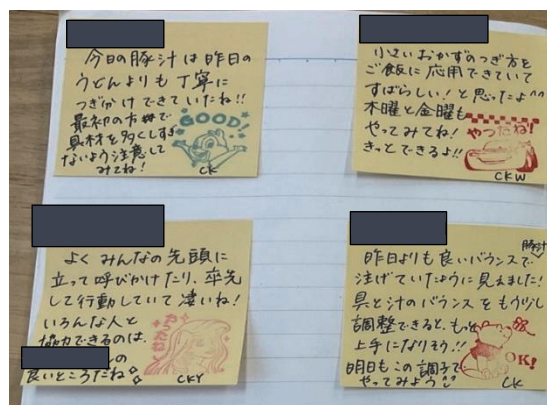 今日の豚汁は昨日の
うどんよりも丁寧に
つぎわけできていたね!!
最初の方で
具材を多くしすぎ
ないよう注意して
みてね!
GOOD!
CK
小さいおかずのつぎ方を
ご飯に応用できていて
すばらしい!と思ったよ^^
木曜と金曜も
やってみてね!
きっとできるよ!!
やったね!
CKW
よくみんなの先頭に
立って呼びかけたり、率先
して行動していて凄いね!
いろんな人と
協力できるのは、
の
良いところだね
CKY
昨日よりも良いバランスで豚汁
注げていたように見えました!
具と汁のバランスをもう少し
調整できると、もっと
上手になりそう!!
明日もこの調子で
やってみよう
OK!
CK